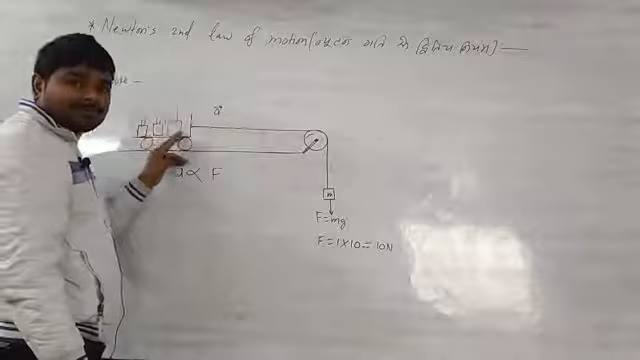 * Newton's 2nd law of motion (न्यूटन गति के द्वितीय नियम) —
a
a ∝ F
m
F = mg
F = 1 × 10 = 10N